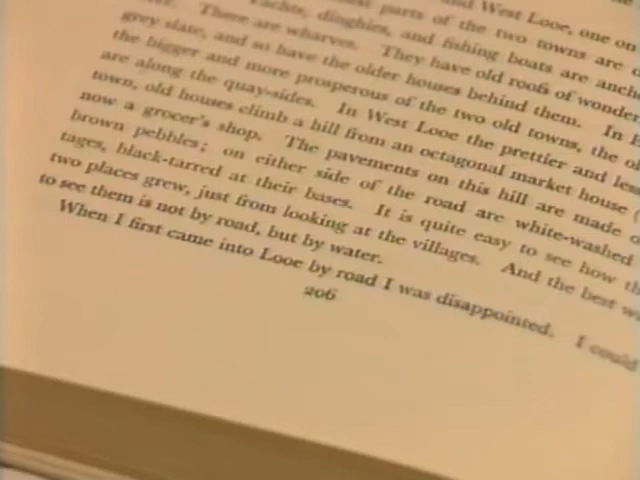 and West Looe, one on
parts of the two towns are
There are wharves. Yachts, dinghies, and fishing boats are
grey slate, and so have the older houses behind them. They have old roofs of
the bigger and more prosperous of the two old towns, the
are along the quay-sides. In West Looe the prettier and
town, old houses climb a hill from an octagonal market house
now a grocer's shop. The pavements on this hill are made
brown pebbles; on either side of the road are white-washed
tages, black-tarred at their bases. It is quite easy to see how
two places grew, just from looking at the villages. And the best
to see them is not by road, but by water.
When I first came into Looe by road I was disappointed. I could
206